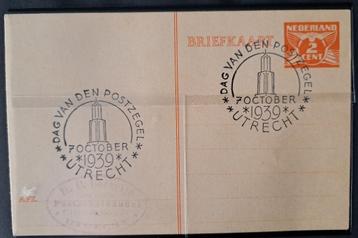 BRIEFKAART
NEDERLAND
2
CENT
*DAG VAN DEN POSTZEGEL*
7 OCTOBER
*1939*
UTRECHT
*DAG VAN DEN POSTZEGEL*
7 OCTOBER
*1939*
UTRECHT